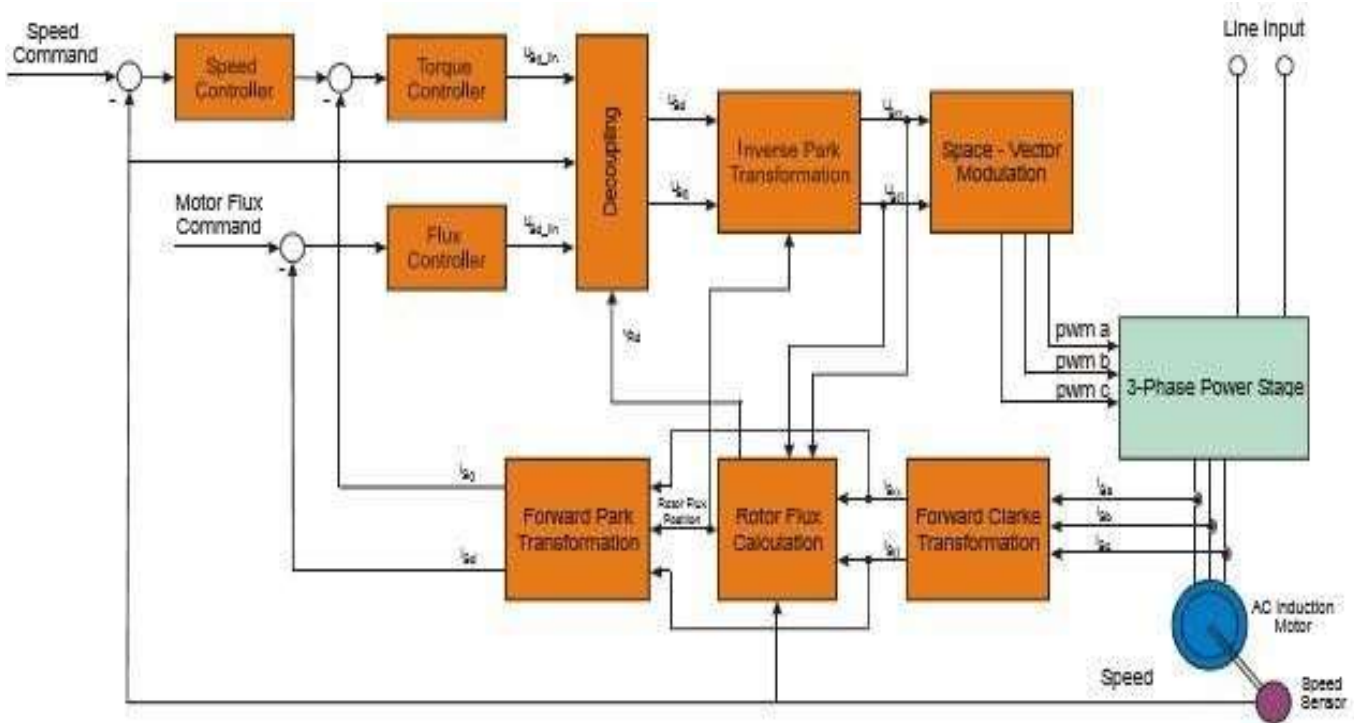 Speed
Command
Speed
Controller
Torque
Controller
Decoupling
Inverse Park
Transformation
Space - Vector
Modulation
Line Input
Motor Flux
Command
Flux
Controller
pwm a
pwm b
pwm c
3-Phase Power Stage
Forward Park
Transformation
Rotor Flux
Position
Rotor Flux
Calculation
Forward Clarke
Transformation
AC Induction
Motor
Speed
Speed
Sensor